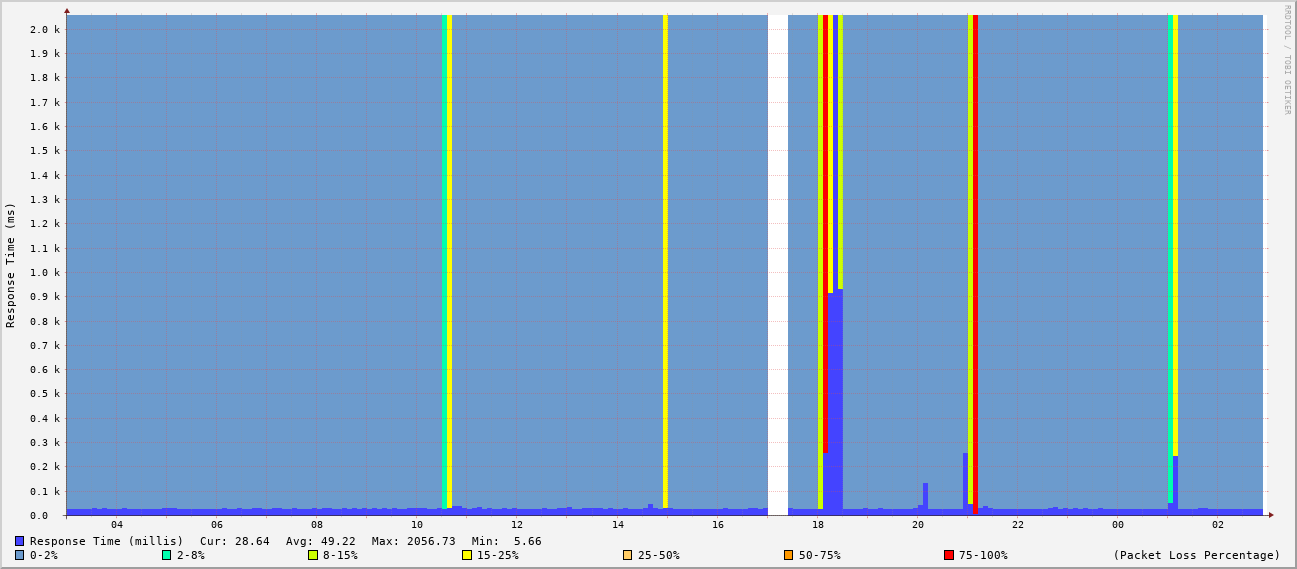 RRDTOOL / TOBI OETIKER
Response Time (ms)
2.0 k
1.9 k
1.8 k
1.7 k
1.6 k
1.5 k
1.4 k
1.3 k
1.2 k
1.1 k
1.0 k
0.9 k
0.8 k
0.7 k
0.6 k
0.5 k
0.4 k
0.3 k
0.2 k
0.1 k
0.0
04 06 08 10 12 14 16 18 20 22 00 02
Response Time (millis) Cur: 28.64 Avg: 49.22 Max: 2056.73 Min: 5.66
0-2% 2-8% 8-15% 15-25% 25-50% 50-75% 75-100% (Packet Loss Percentage)